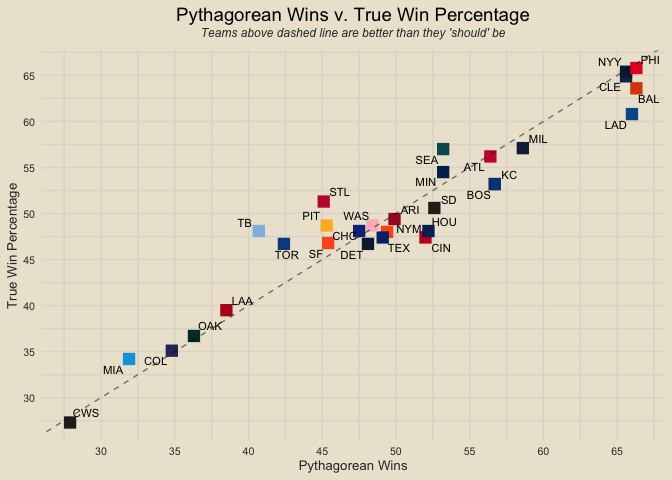 Pythagorean Wins v. True Win Percentage
Teams above dashed line are better than they 'should' be
NYY PHI
65
CLE
BAL
60
LAD
MIL
SEA
ATL
55
MIN
KC
BOS
STL
SD
50
PIT WAS ARI
TB
HOU
CHC NYM
SF DET TEX CIN
TOR
45
True Win Percentage
40
LAA
OAK
35
COL
MIA
30
CWS
30 35 40 45 50 55 60 65
Pythagorean Wins